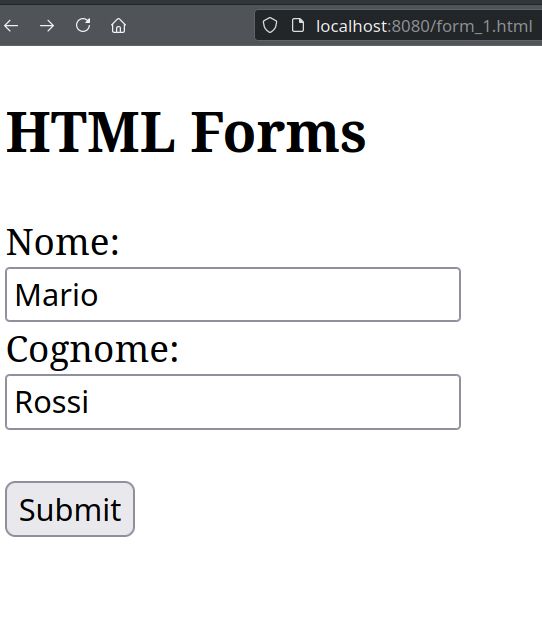 localhost:8080/form_1.html
HTML Forms
Nome:
Mario
Cognome:
Rossi
Submit